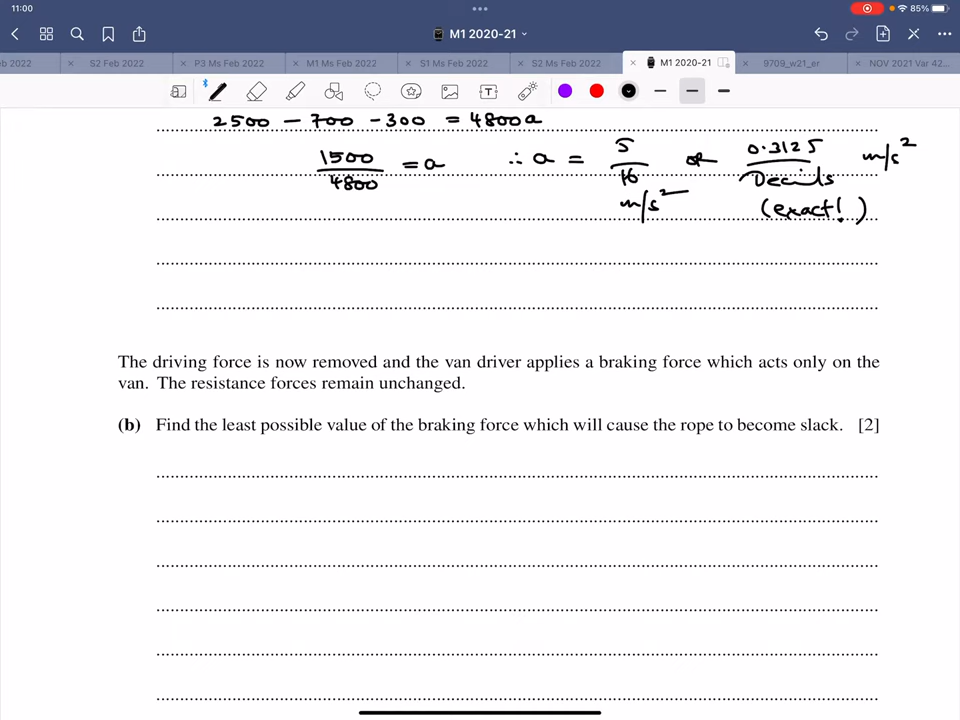 11:00
85%
M1 2020-21
eb 2022
S2 Feb 2022
P3 Ms Feb 2022
M1 Ms Feb 2022
S1 Ms Feb 2022
S2 Ms Feb 2022
M1 2020-21
9709_w21_er
NOV 2021 Var 42...
2500 - 700 - 300 = 4800a
1500/4800 = a ∴ a = 5/16 or 0.3125 m/s²
m/s² (exact!)
The driving force is now removed and the van driver applies a braking force which acts only on the
van. The resistance forces remain unchanged.
(b) Find the least possible value of the braking force which will cause the rope to become slack. [2]